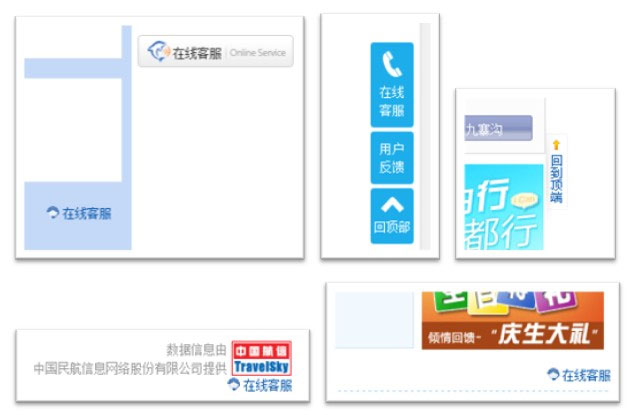 在线客服 | Online Service
在线客服
在线
客服
用户
反馈
回顶部
九寨沟
回到顶端
行
都行
数据信息由
中国民航信息网络股份有限公司提供
中国航信
TravelSky
在线客服
倾情回馈- “庆生大礼”
在线客服